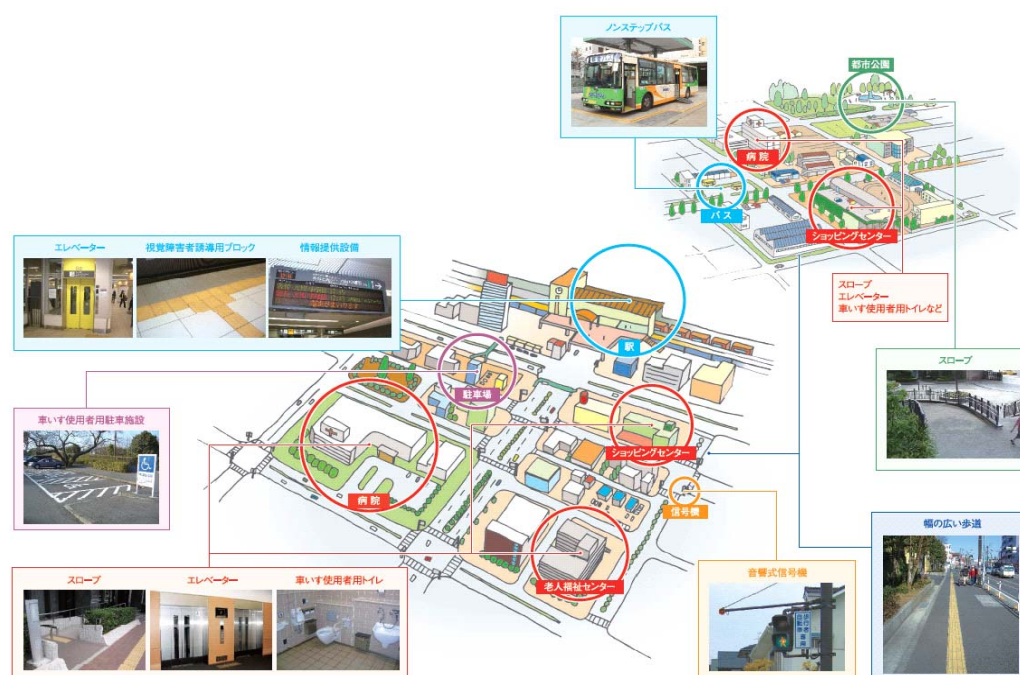 ノンステップバス
都市公園
病院
バス
ショッピングセンター
スロープ
エレベーター
車いす使用者用トイレなど
エレベーター
視覚障害者誘導用ブロック
情報提供設備
駅
駐車場
スロープ
車いす使用者用駐車施設
ショッピングセンター
病院
信号機
幅の広い歩道
老人福祉センター
スロープ
エレベーター
車いす使用者用トイレ
音響式信号機